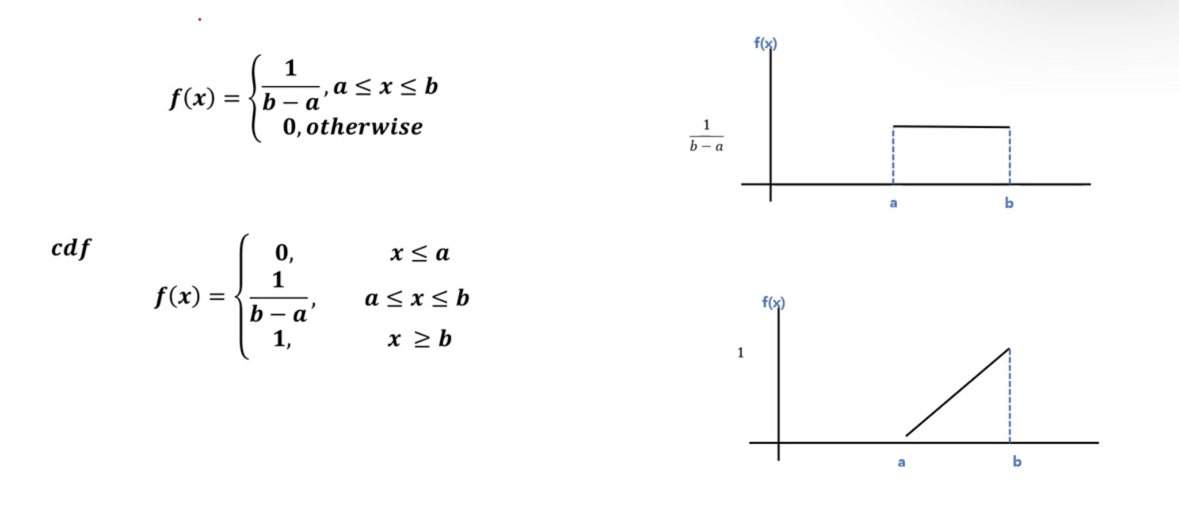 f(x) = { 1/(b − a), a ≤ x ≤ b
0, otherwise
cdf
f(x) = { 0, x ≤ a
1/(b − a), a ≤ x ≤ b
1, x ≥ b
f(x)
1/(b − a)
a b
f(x)
1
a b